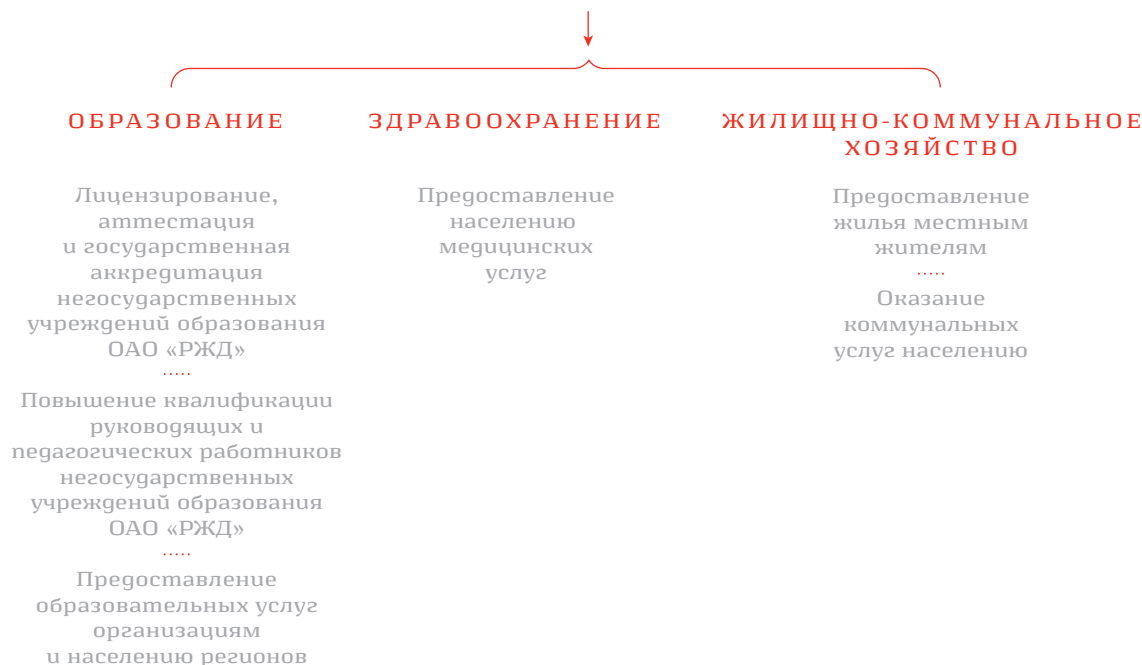 ОБРАЗОВАНИЕ
Лицензирование,
аттестация
и государственная
аккредитация
негосударственных
учреждений образования
ОАО «РЖД»
.....
Повышение квалификации
руководящих и
педагогических работников
негосударственных
учреждений образования
ОАО «РЖД»
.....
Предоставление
образовательных услуг
организациям
и населению регионов
ЗДРАВООХРАНЕНИЕ
Предоставление
населению
медицинских
услуг
ЖИЛИЩНО-КОММУНАЛЬНОЕ
ХОЗЯЙСТВО
Предоставление
жилья местным
жителям
.....
Оказание
коммунальных
услуг населению